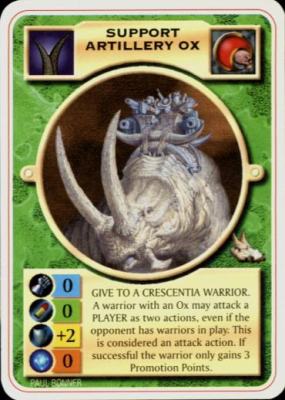 SUPPORT
ARTILLERY OX
0
0
+2
0
GIVE TO A CRESCENTIA WARRIOR.
A warrior with an Ox may attack a
PLAYER as two actions, even if the
opponent has warriors in play. This
is considered an attack action. If
successful the warrior only gains 3
Promotion Points.
PAUL BONNER